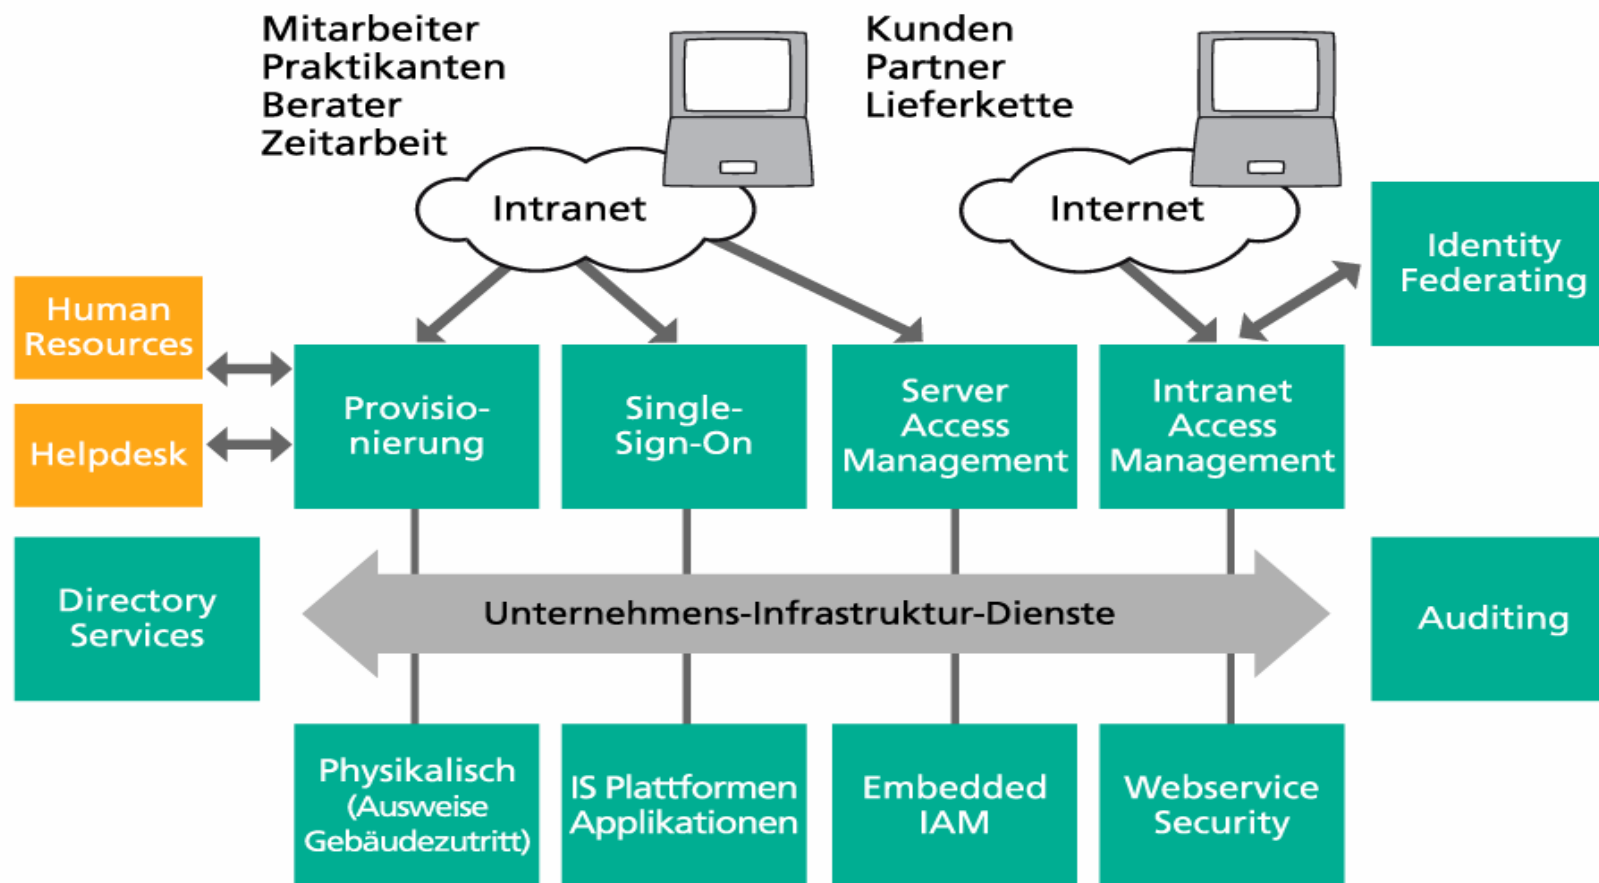 Mitarbeiter
Praktikanten
Berater
Zeitarbeit
Kunden
Partner
Lieferkette
Intranet
Internet
Identity
Federating
Human
Resources
Helpdesk
Provisio-
nierung
Single-
Sign-On
Server
Access
Management
Intranet
Access
Management
Directory
Services
Unternehmens-Infrastruktur-Dienste
Auditing
Physikalisch
(Ausweise
Gebäudezutritt)
IS Plattformen
Applikationen
Embedded
IAM
Webservice
Security